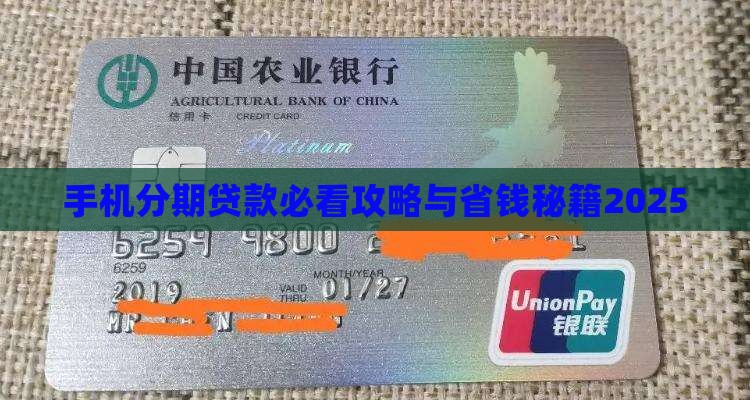 中国农业银行
AGRICULTURAL BANK OF CHINA
信用卡 CREDIT CARD
Platinum
手机分期贷款必看攻略与省钱秘籍2025
6259 9800
6259
MONTH/YEAR
2019 VALID THRU 01/27
UnionPay
银联